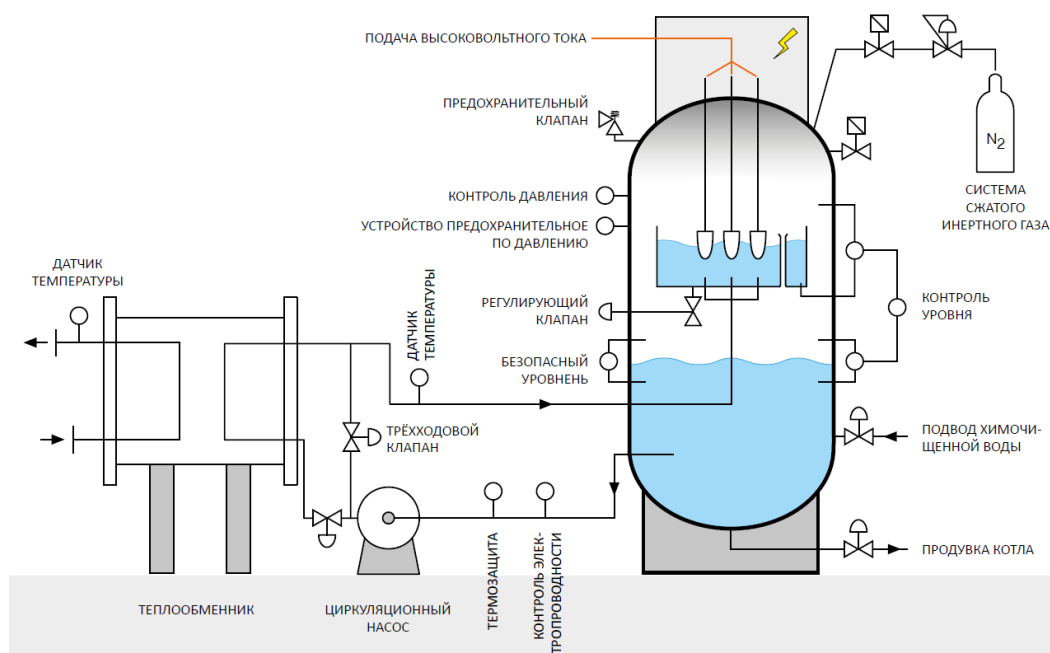 ПОДАЧА ВЫСОКОВОЛЬТНОГО ТОКА
ПРЕДОХРАНИТЕЛЬНЫЙ
КЛАПАН
N2
СИСТЕМА
СЖАТОГО
ИНЕРТНОГО ГАЗА
КОНТРОЛЬ ДАВЛЕНИЯ
УСТРОЙСТВО ПРЕДОХРАНИТЕЛЬНОЕ
ПО ДАВЛЕНИЮ
ДАТЧИК
ТЕМПЕРАТУРЫ
ДАТЧИК
ТЕМПЕРАТУРЫ
РЕГУЛИРУЮЩИЙ
КЛАПАН
КОНТРОЛЬ
УРОВНЯ
БЕЗОПАСНЫЙ
УРОВНЕНЬ
ТРЁХХОДОВОЙ
КЛАПАН
ПОДВОД ХИМОЧИ-
ЩЕННОЙ ВОДЫ
ПРОДУВКА КОТЛА
ТЕПЛООБМЕННИК
ЦИРКУЛЯЦИОННЫЙ
НАСОС
ТЕРМОЗАЩИТА
КОНТРОЛЬ ЭЛЕК-
ТРОПРОВОДНОСТИ